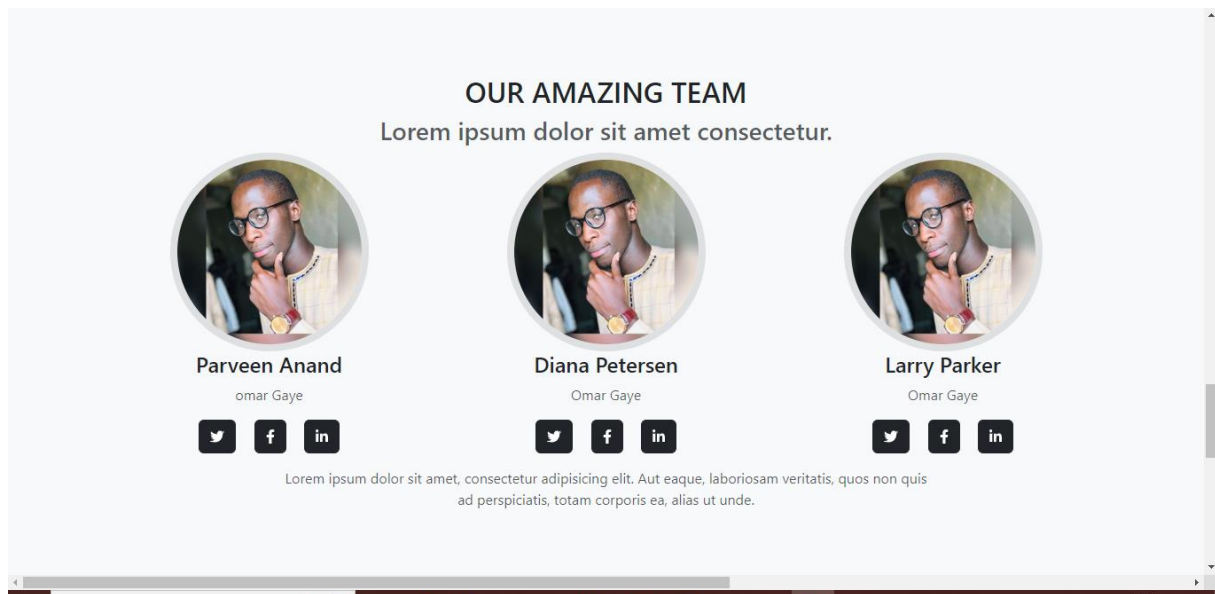 OUR AMAZING TEAM
Lorem ipsum dolor sit amet consectetur.
Parveen Anand
omar Gaye
Diana Petersen
Omar Gaye
Larry Parker
Omar Gaye
Lorem ipsum dolor sit amet, consectetur adipisicing elit. Aut eaque, laboriosam veritatis, quos non quis
ad perspiciatis, totam corporis ea, alias ut unde.